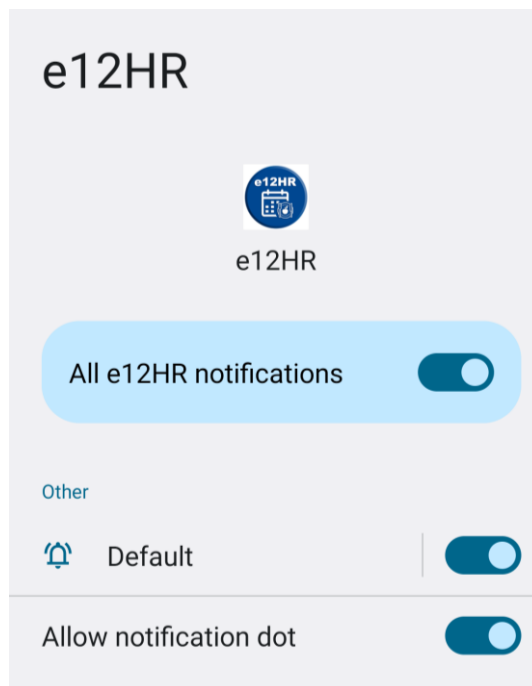 e12HR
e12HR
e12HR
All e12HR notifications
Other
Default
Allow notification dot